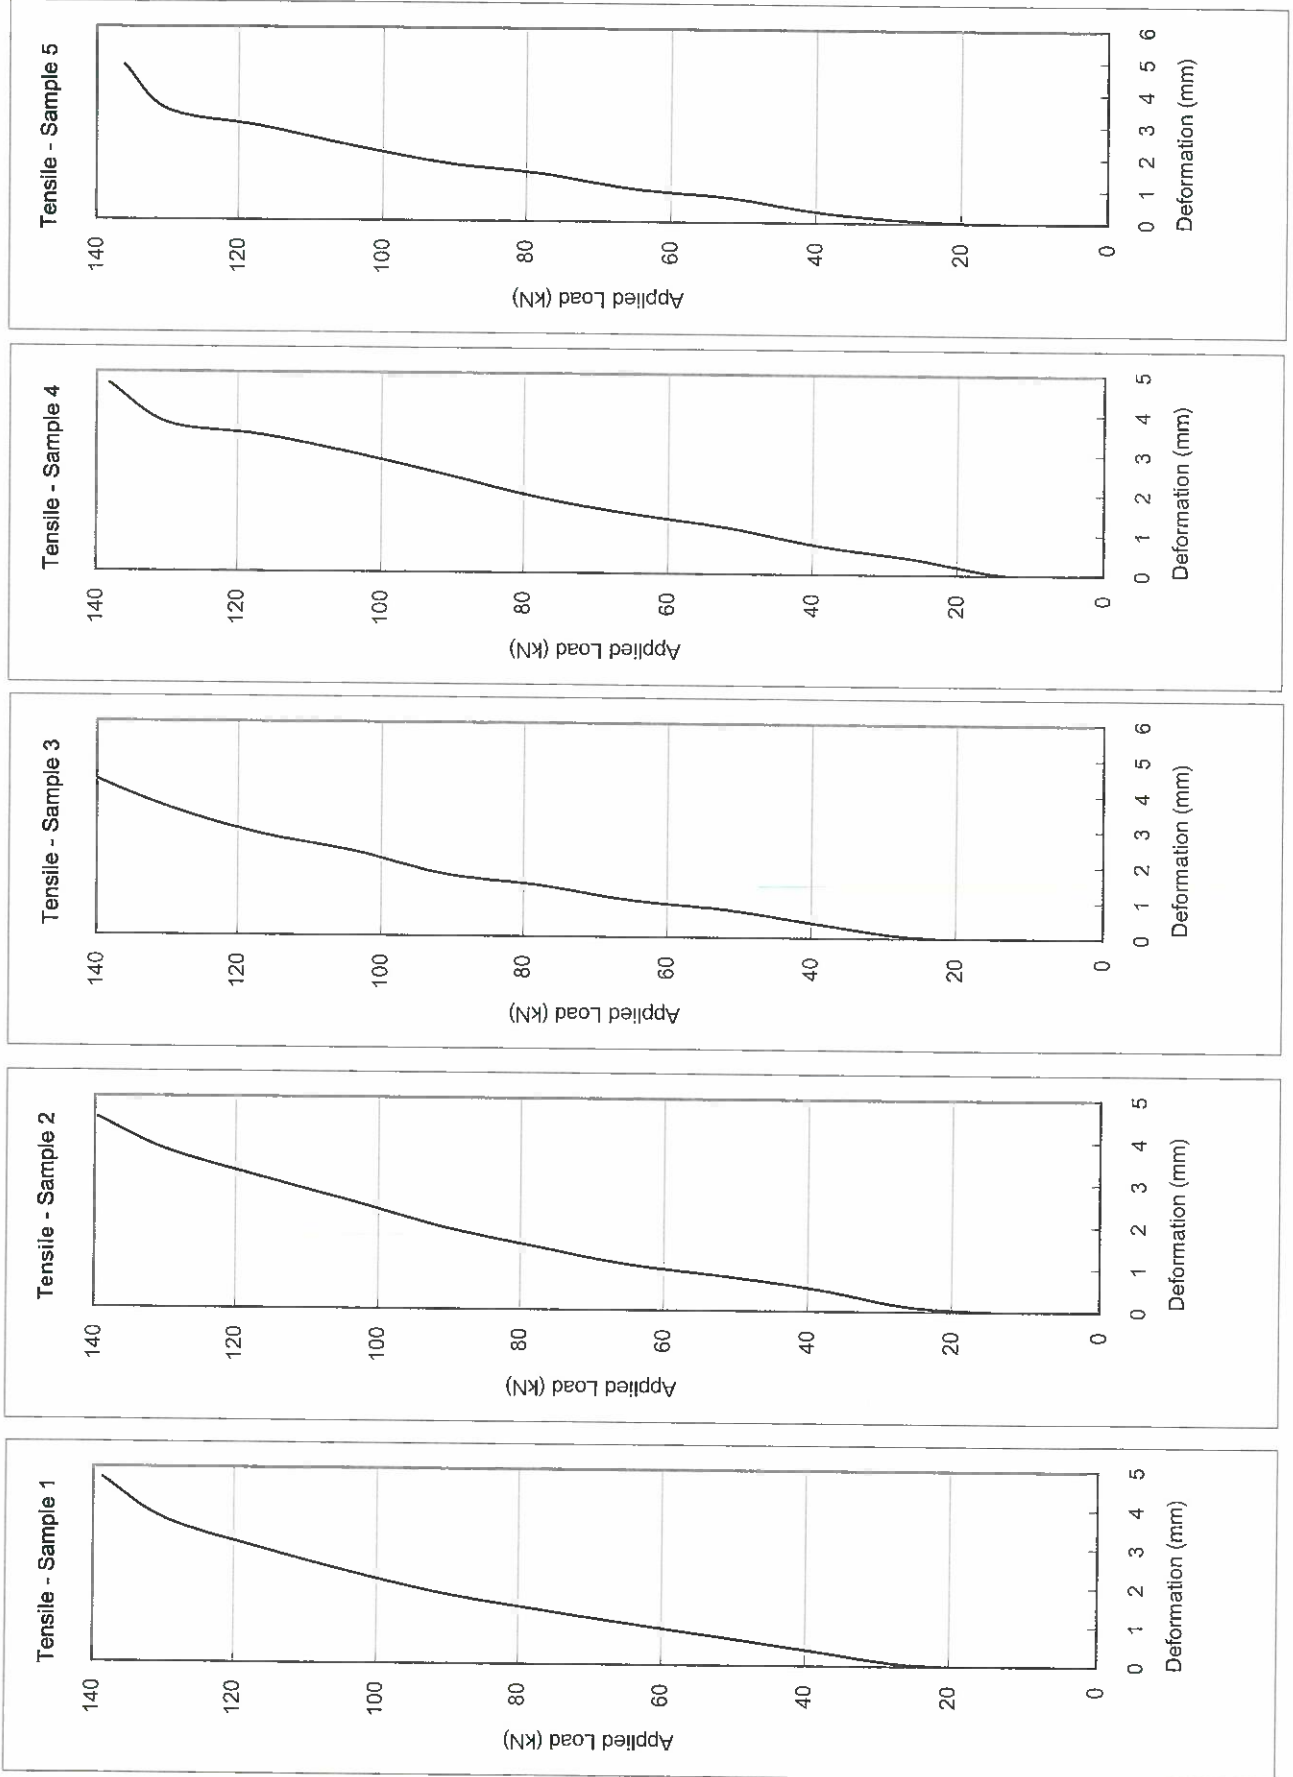 Tensile - Sample 1
Applied Load (kN)
140
120
100
80
60
40
20
0
0 1 2 3 4 5
Deformation (mm)
Tensile - Sample 2
Applied Load (kN)
140
120
100
80
60
40
20
0
0 1 2 3 4 5
Deformation (mm)
Tensile - Sample 3
Applied Load (kN)
140
120
100
80
60
40
20
0
0 1 2 3 4 5 6
Deformation (mm)
Tensile - Sample 4
Applied Load (kN)
140
120
100
80
60
40
20
0
0 1 2 3 4 5
Deformation (mm)
Tensile - Sample 5
Applied Load (kN)
140
120
100
80
60
40
20
0
0 1 2 3 4 5 6
Deformation (mm)